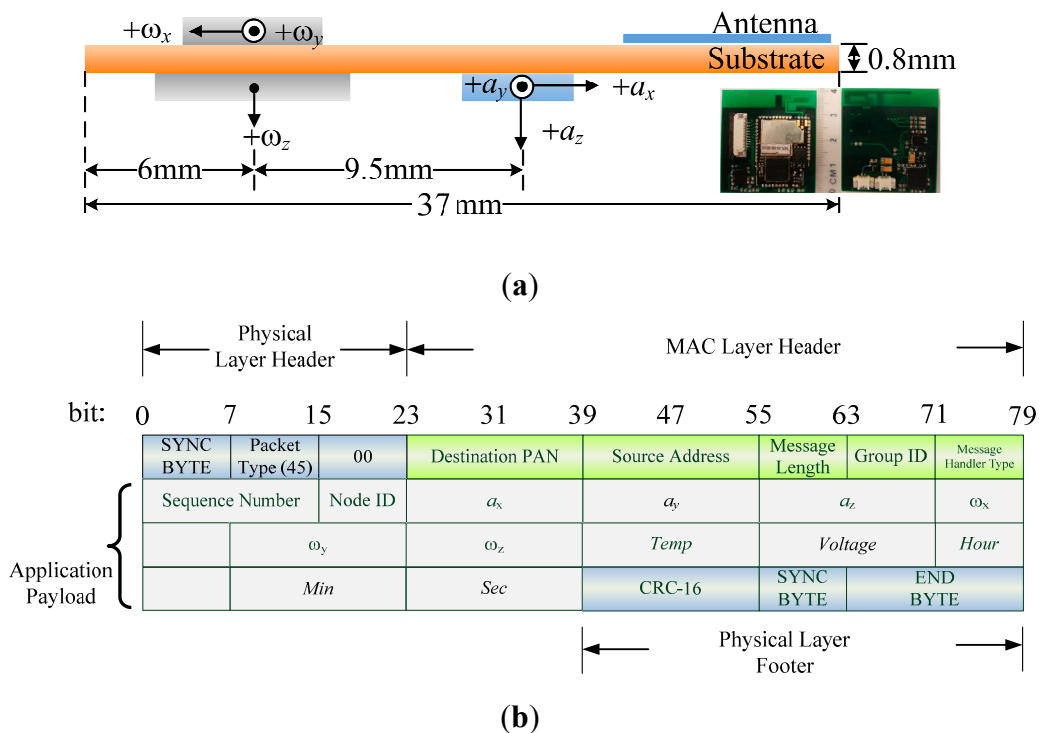 Antenna
+ωx
+ωy
Substrate
0.8mm
+ay
+ax
+ωz
+az
6mm
9.5mm
37mm
(a)
Physical
Layer Header
MAC Layer Header
bit: 0 7 15 23 31 39 47 55 63 71 79
SYNC
BYTE
Packet
Type (45)
00
Destination PAN
Source Address
Message
Length
Group ID
Message
Handler Type
Sequence Number
Node ID
ax
ay
az
ωx
ωy
ωz
Temp
Voltage
Hour
Application
Payload
Min
Sec
CRC-16
SYNC
BYTE
END
BYTE
Physical Layer
Footer
(b)